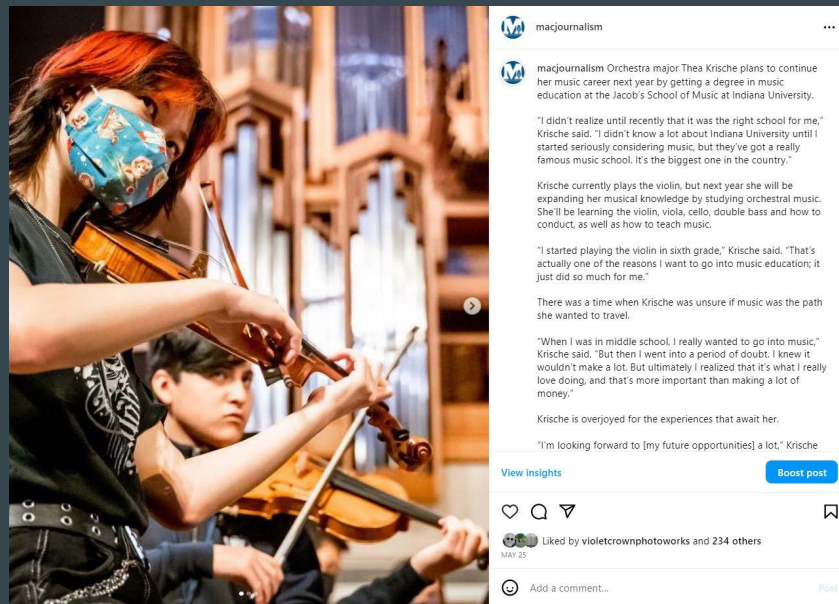 macjournalism
macjournalism Orchestra major Thea Krische plans to continue
her music career next year by getting a degree in music
education at the Jacob's School of Music at Indiana University.
"I didn't realize until recently that it was the right school for me,"
Krische said. "I didn't know a lot about Indiana University until I
started seriously considering music, but they've got a really
famous music school. It's the biggest one in the country."
Krische currently plays the violin, but next year she will be
expanding her musical knowledge by studying orchestral music.
She'll be learning the violin, viola, cello, double bass and how to
conduct, as well as how to teach music.
"I started playing the violin in sixth grade," Krische said. "That's
actually one of the reasons I want to go into music education; it
just did so much for me."
There was a time when Krische was unsure if music was the path
she wanted to travel.
"When I was in middle school, I really wanted to go into music,"
Krische said. "But then I went into a period of doubt. I knew it
wouldn't make a lot. But ultimately I realized that it's what I really
love doing, and that's more important than making a lot of
money."
Krische is overjoyed for the experiences that await her.
"I'm looking forward to [my future opportunities] a lot," Krische
View insights
Boost post
Liked by violetcrownphotoworks and 234 others
MAY 25
Add a comment...
Post